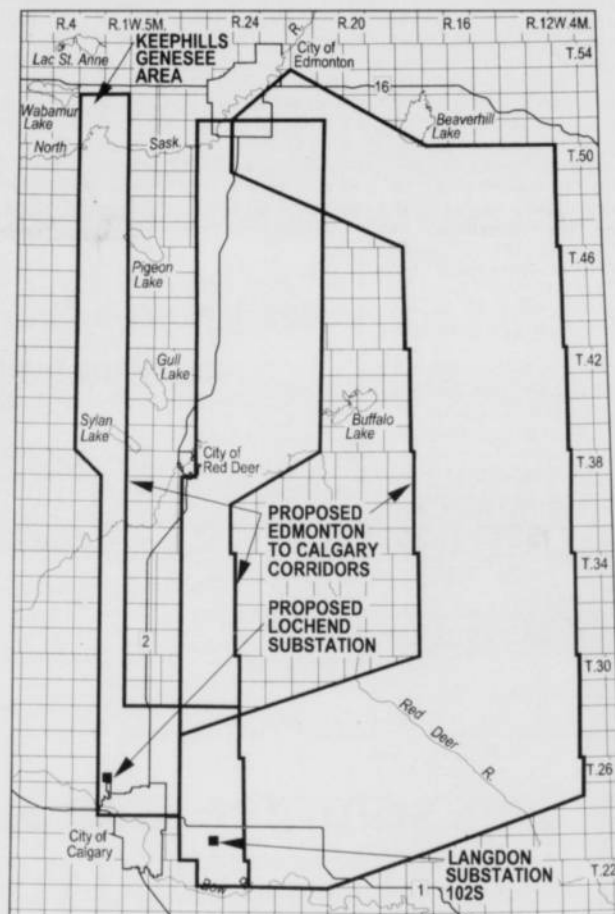 R.4 R.1W.5M. R.24 R.20 R.16 R.12W.4M.
Lac St. Anne
KEEPHILLS
GENESEE
AREA
City of
Edmonton
T.54
16
Wabamun
Lake
Beaverhill
Lake
North Sask. R.
T.50
T.46
Pigeon
Lake
T.42
Gull
Lake
Buffalo
Lake
Sylan
Lake
City of
Red Deer
T.38
PROPOSED
EDMONTON
TO CALGARY
CORRIDORS
T.34
PROPOSED
LOCHEND
SUBSTATION
2
T.30
Red Deer
R.
T.26
City of
Calgary
LANGDON
SUBSTATION
102S
T.22
Bow R.
1